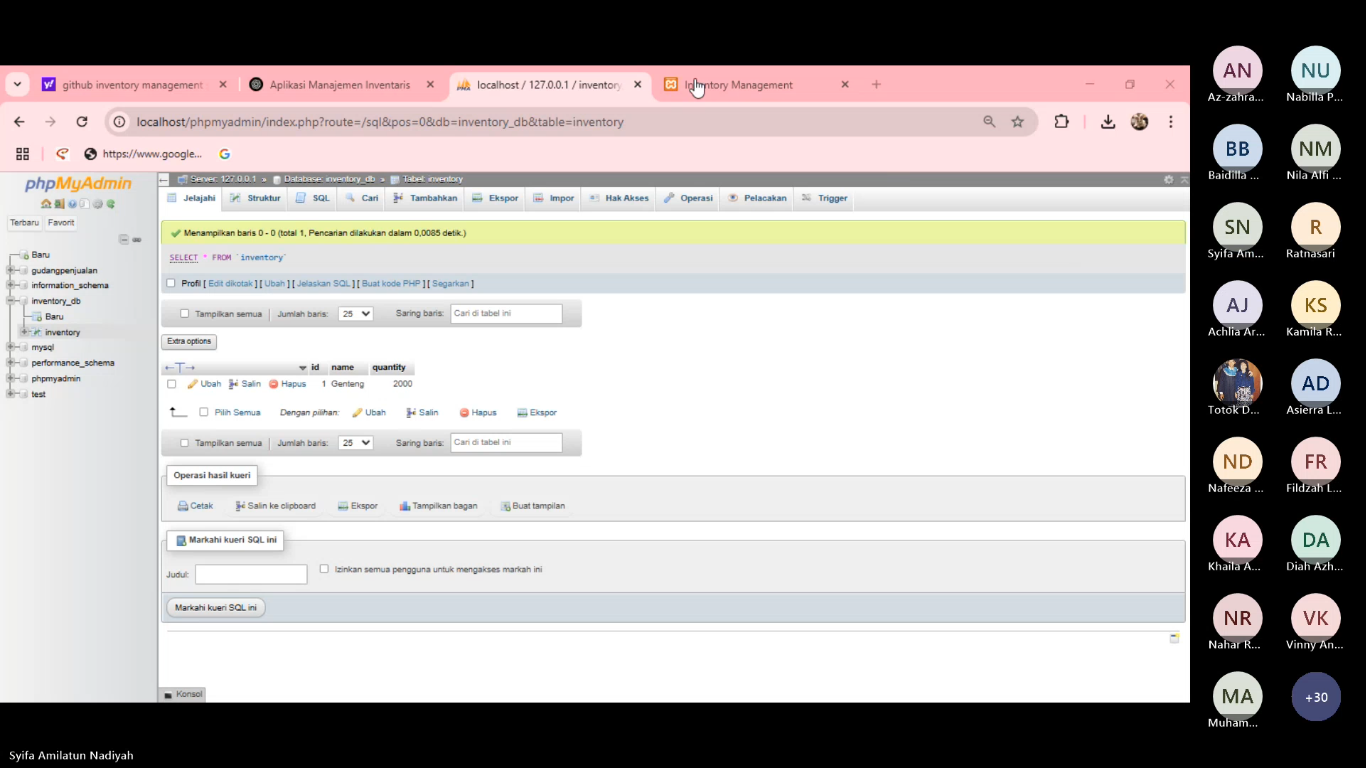 github inventory management
Aplikasi Manajemen Inventaris
localhost / 127.0.0.1 / inventory
Inventory Management
localhost/phpmyadmin/index.php?route=/sql&pos=0&db=inventory_db&table=inventory
https://www.google...
phpMyAdmin
Terbaru Favorit
Baru
gudangpenjualan
information_schema
inventory_db
Baru
inventory
mysql
performance_schema
phpmyadmin
test
Server: 127.0.0.1 » Database: inventory_db » Tabel: inventory
Jelajahi Struktur SQL Cari Tambahkan Ekspor Impor Hak Akses Operasi Pelacakan Trigger
Menampilkan baris 0 - 0 (total 1, Pencarian dilakukan dalam 0,0085 detik.)
SELECT * FROM `inventory`
Profil [ Edit dikotak ] [ Ubah ] [ Jelaskan SQL ] [ Buat kode PHP ] [ Segarkan ]
Tampilkan semua | Jumlah baris: 25 Saring baris: Cari di tabel ini
Extra options
←T→ id name quantity
Ubah Salin Hapus 1 Genteng 2000
Pilih Semua Dengan pilihan: Ubah Salin Hapus Ekspor
Tampilkan semua | Jumlah baris: 25 Saring baris: Cari di tabel ini
Operasi hasil kueri
Cetak Salin ke clipboard Ekspor Tampilkan bagan Buat tampilan
Markahi kueri SQL ini
Judul: Izinkan semua pengguna untuk mengakses markah ini
Markahi kueri SQL ini
Konsol
AN NU
Az-zahra... Nabilla P...
BB NM
Baidilla ... Nila Alfi ...
SN R
Syifa Am... Ratnasari
AJ KS
Achlia Ar... Kamila R...
AD
Totok D... Asierra L...
ND FR
Nafeeza ... Fildzah L...
KA DA
Khaila A... Diah Azh...
NR VK
Nahar R... Vinny An...
MA +30
Muham...
Syifa Amilatun Nadiyah